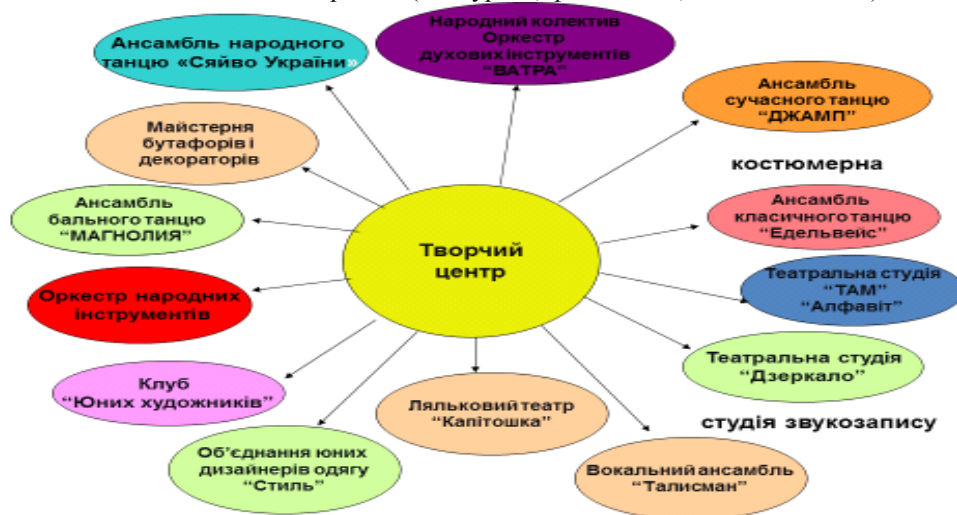 Народний колектив
Оркестр
духових інструментів
“ВАТРА”
Ансамбль народного
танцю «Сяйво України»
Ансамбль
сучасного танцю
“ДЖАМП”
Майстерня
бутафорів і
декораторів
костюмерна
Ансамбль
бального танцю
“МАГНОЛИЯ”
Ансамбль
класичного танцю
“Едельвейс”
Творчий
центр
Театральна студія
“ТАМ”
“Алфавіт”
Оркестр народних
інструментів
Театральна студія
“Дзеркало”
Клуб
“Юних художників”
Ляльковий театр
“Капітошка”
студія звукозапису
Об’єднання юних
дизайнерів одягу
“Стиль”
Вокальний ансамбль
“Талисман”